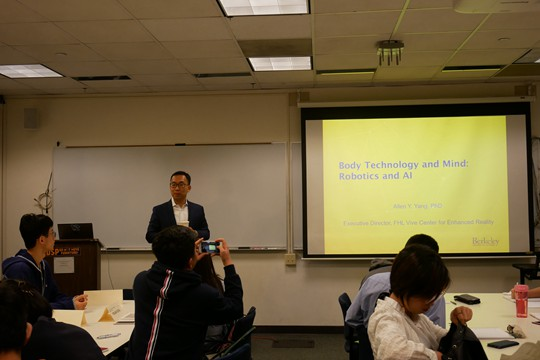 Body Technology and Mind:
Robotics and AI
Allen Y. Yang, PhD
Executive Director, FHL Vive Center for Enhanced Reality
Berkeley